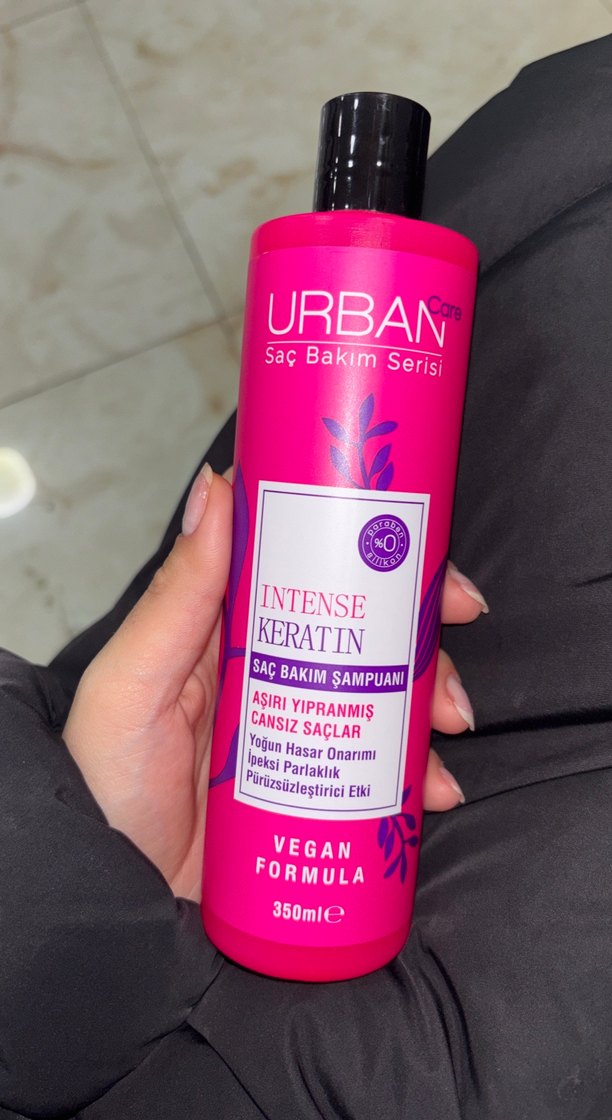 URBAN Care
Saç Bakım Serisi
paraben
%0
silikon
INTENSE
KERATIN
SAÇ BAKIM ŞAMPUANI
AŞIRI YIPRANMIŞ
CANSIZ SAÇLAR
Yoğun Hasar Onarımı
İpeksi Parlaklık
Pürüzsüzleştirici Etki
VEGAN
FORMULA
350ml℮